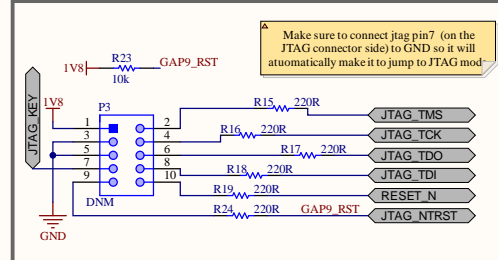 Make sure to connect jtag pin7 (on the
JTAG connector side) to GND so it will
atuomatically make it to jump to JTAG mode
R23
1V8
GAP9_RST
10k
JTAG_KEY
1V8
P3
1
2
3
4
5
6
7
8
9
10
DNM
GND
R15
220R
JTAG_TMS
R16
220R
JTAG_TCK
R17
220R
JTAG_TDO
R18
220R
JTAG_TDI
R19
220R
RESET_N
R24
220R
GAP9_RST
JTAG_NTRST